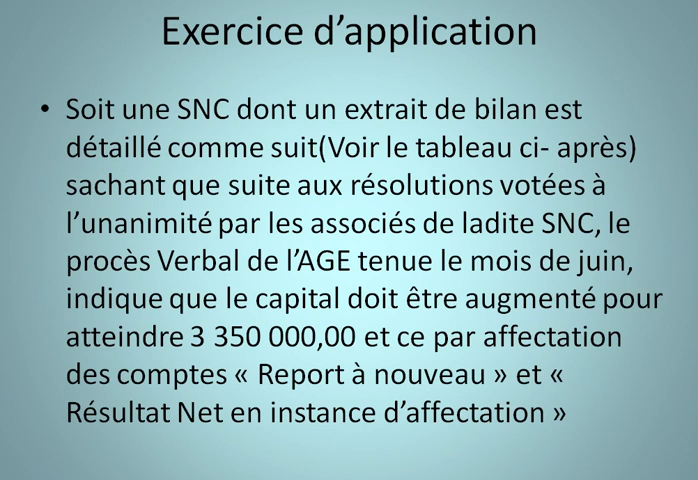 Exercice d’application
• Soit une SNC dont un extrait de bilan est
détaillé comme suit(Voir le tableau ci- après)
sachant que suite aux résolutions votées à
l’unanimité par les associés de ladite SNC, le
procès Verbal de l’AGE tenue le mois de juin,
indique que le capital doit être augmenté pour
atteindre 3 350 000,00 et ce par affectation
des comptes « Report à nouveau » et «
Résultat Net en instance d’affectation »